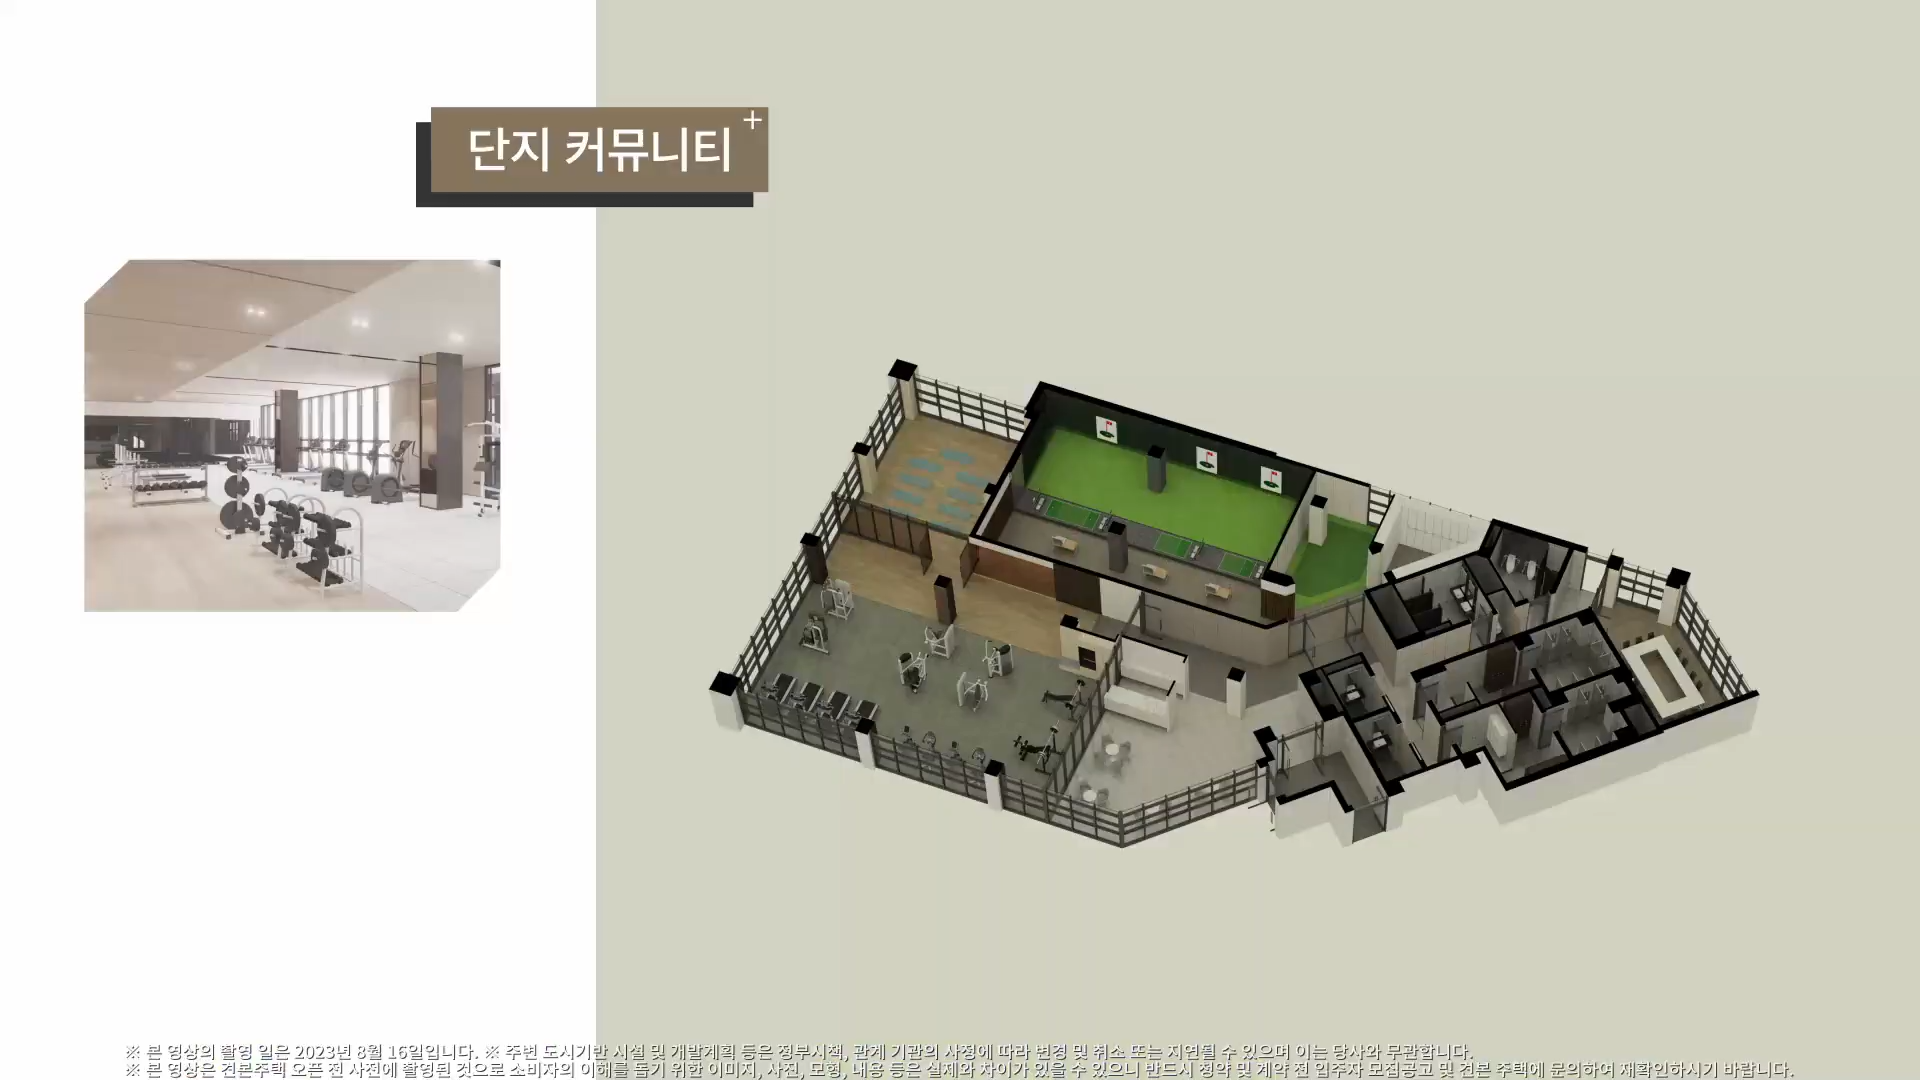 단지 커뮤니티+
※ 본 영상의 촬영 일은 2023년 8월 16일입니다. ※ 주변 도시기반 시설 및 개발계획 등은 정부시책, 관계 기관의 사정에 따라 변경 및 취소 또는 지연될 수 있으며 이는 당사와 무관합니다.
※ 본 영상은 견본주택 오픈 전 사전에 촬영된 것으로 소비자의 이해를 돕기 위한 이미지, 사진, 모형, 내용 등은 실제와 차이가 있을 수 있으니 반드시 청약 및 계약 전 입주자 모집공고 및 견본 주택에 문의하여 재확인하시기 바랍니다.